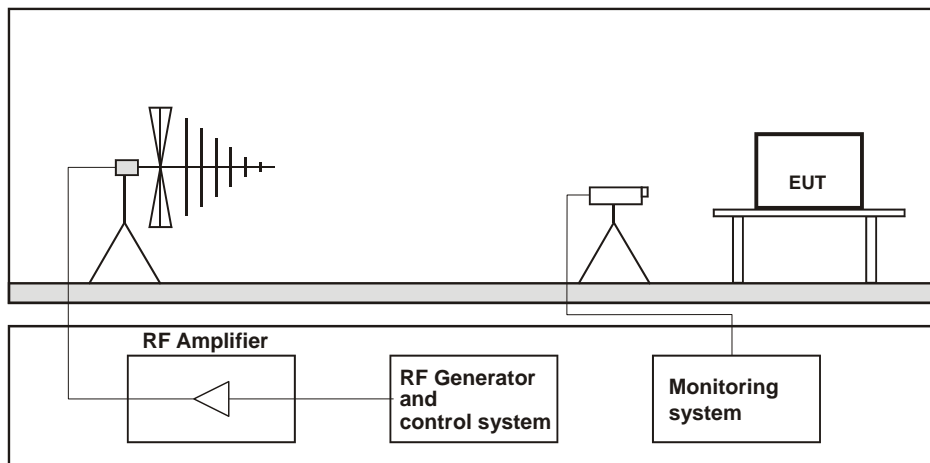 EUT
RF Amplifier
RF Generator
and
control system
Monitoring
system